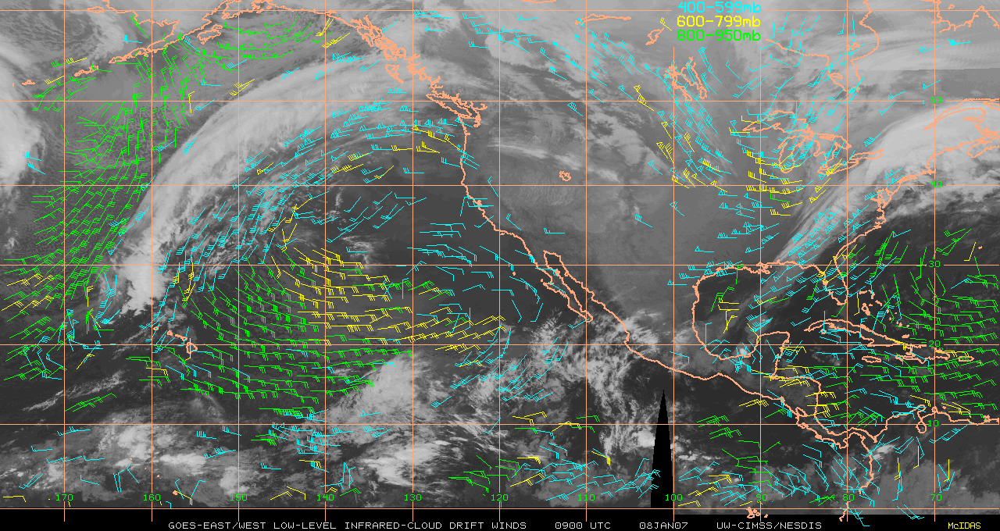 400-599mb
600-799mb
800-950mb
30
20
10
170 160 150 140 130 120 110 100 90 80 70
GOES-EAST/WEST LOW-LEVEL INFRARED-CLOUD DRIFT WINDS 0900 UTC 08JAN07 UW-CIMSS/NESDIS McIDAS